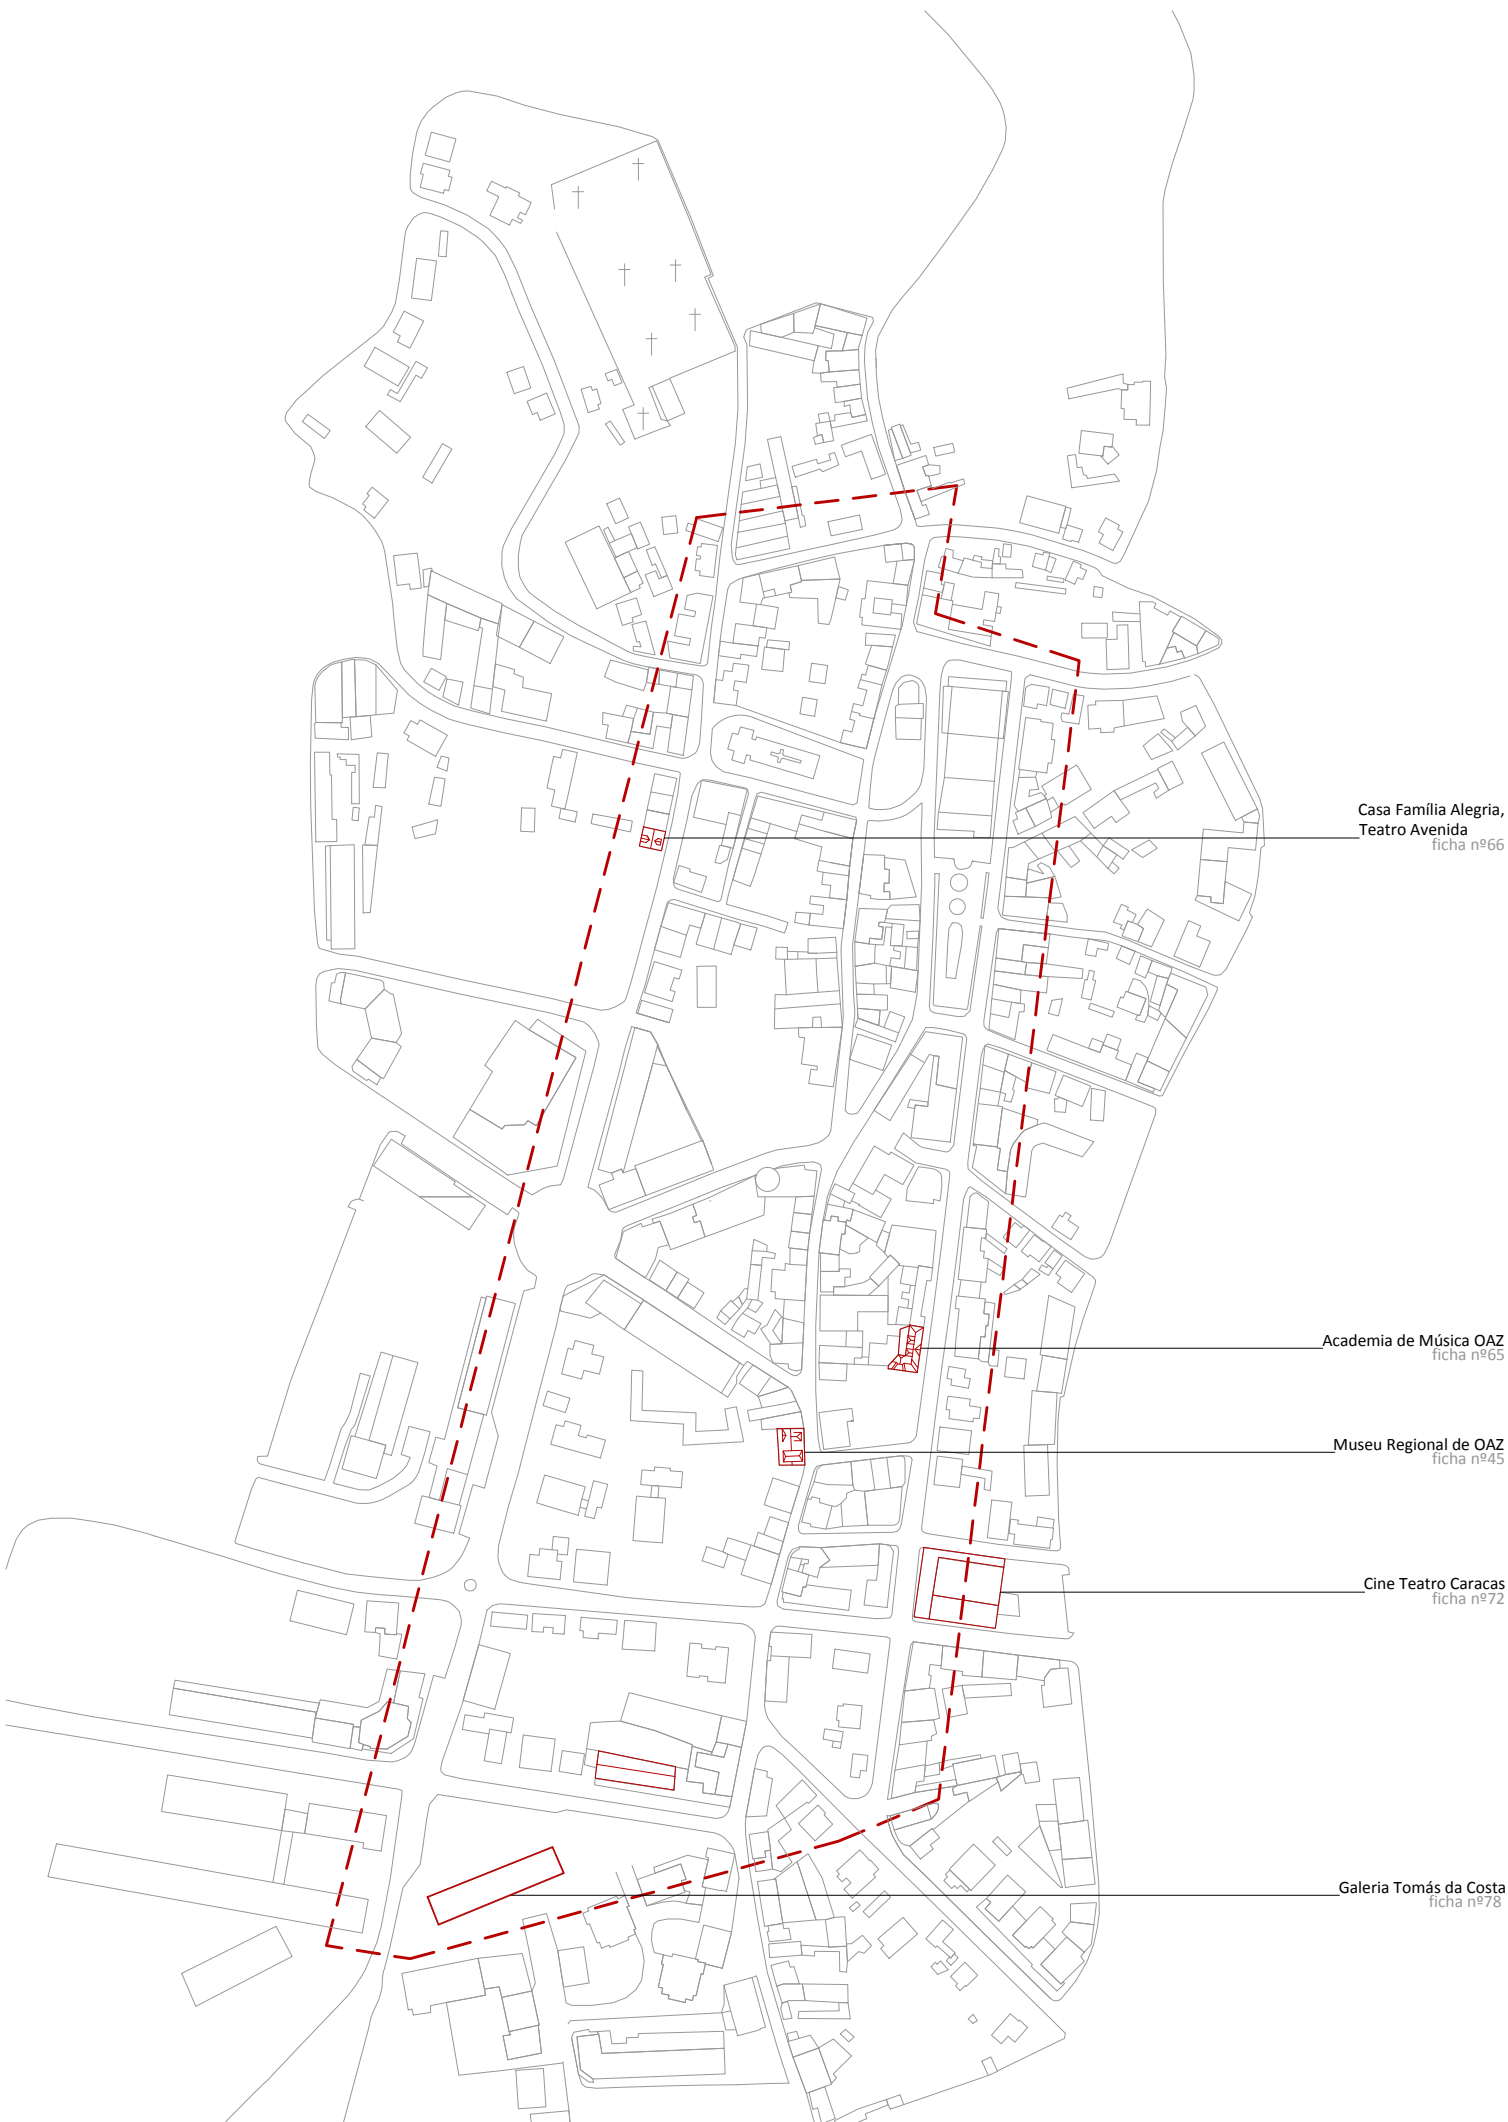 Casa Família Alegria,
Teatro Avenida
ficha nº66
Academia de Música OAZ
ficha nº65
Museu Regional de OAZ
ficha nº45
Cine Teatro Caracas
ficha nº72
Galeria Tomás da Costa
ficha nº78